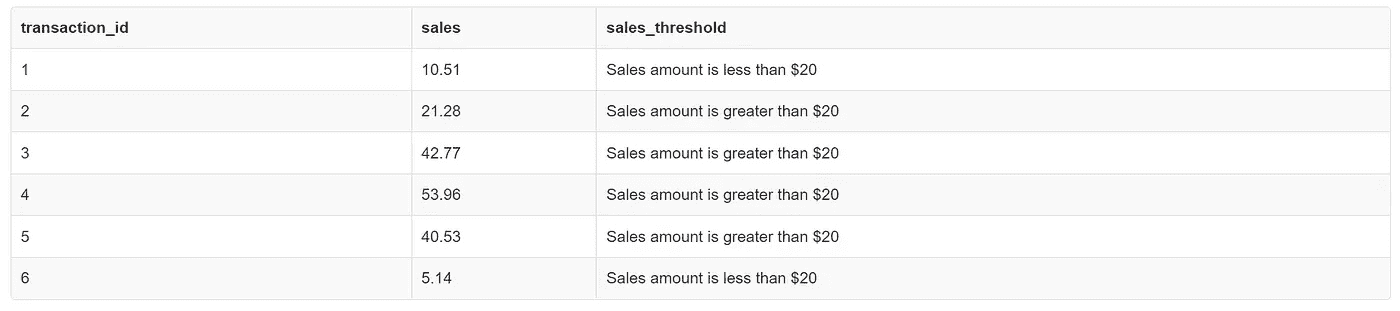 transaction_id sales sales_threshold
1 10.51 Sales amount is less than $20
2 21.28 Sales amount is greater than $20
3 42.77 Sales amount is greater than $20
4 53.96 Sales amount is greater than $20
5 40.53 Sales amount is greater than $20
6 5.14 Sales amount is less than $20